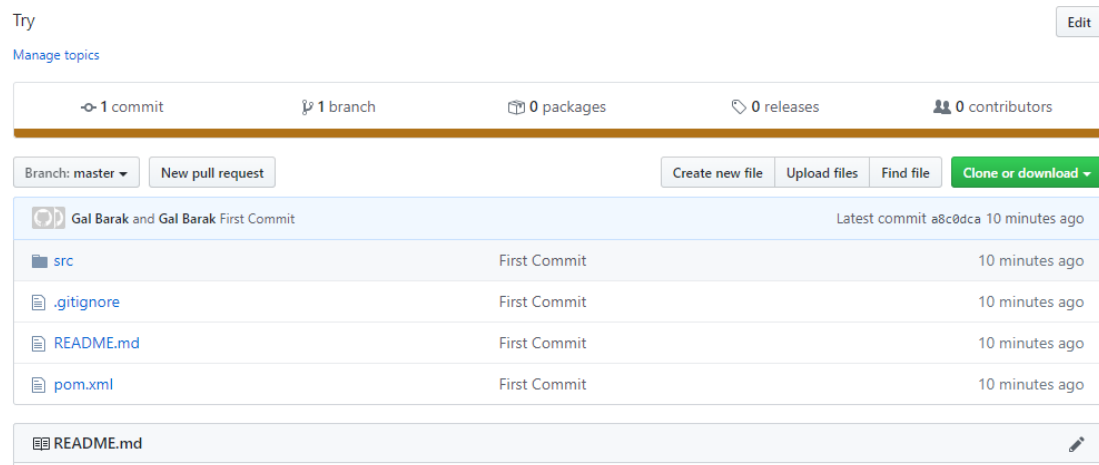 Try
Edit
Manage topics
1 commit
1 branch
0 packages
0 releases
0 contributors
Branch: master
New pull request
Create new file
Upload files
Find file
Clone or download
Gal Barak and Gal Barak First Commit
Latest commit a8c0dca 10 minutes ago
src First Commit 10 minutes ago
.gitignore First Commit 10 minutes ago
README.md First Commit 10 minutes ago
pom.xml First Commit 10 minutes ago
README.md